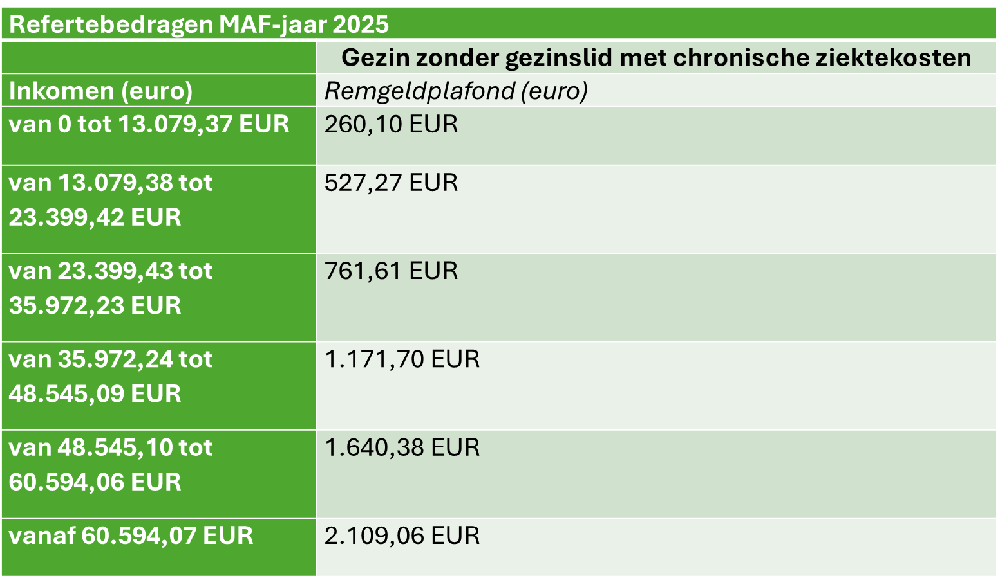 Refertebedragen MAF-jaar 2025
Gezin zonder gezinslid met chronische ziektekosten
Inkomen (euro) Remgeldplafond (euro)
van 0 tot 13.079,37 EUR 260,10 EUR
van 13.079,38 tot 527,27 EUR
23.399,42 EUR
van 23.399,43 tot 761,61 EUR
35.972,23 EUR
van 35.972,24 tot 1.171,70 EUR
48.545,09 EUR
van 48.545,10 tot 1.640,38 EUR
60.594,06 EUR
vanaf 60.594,07 EUR 2.109,06 EUR